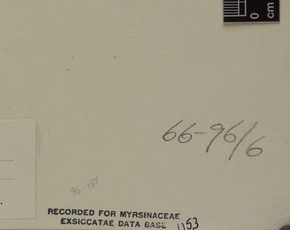 0
cm
66-96/6
RECORDED FOR MYRSINACEAE
EXSICCATAE DATA BASE 1153